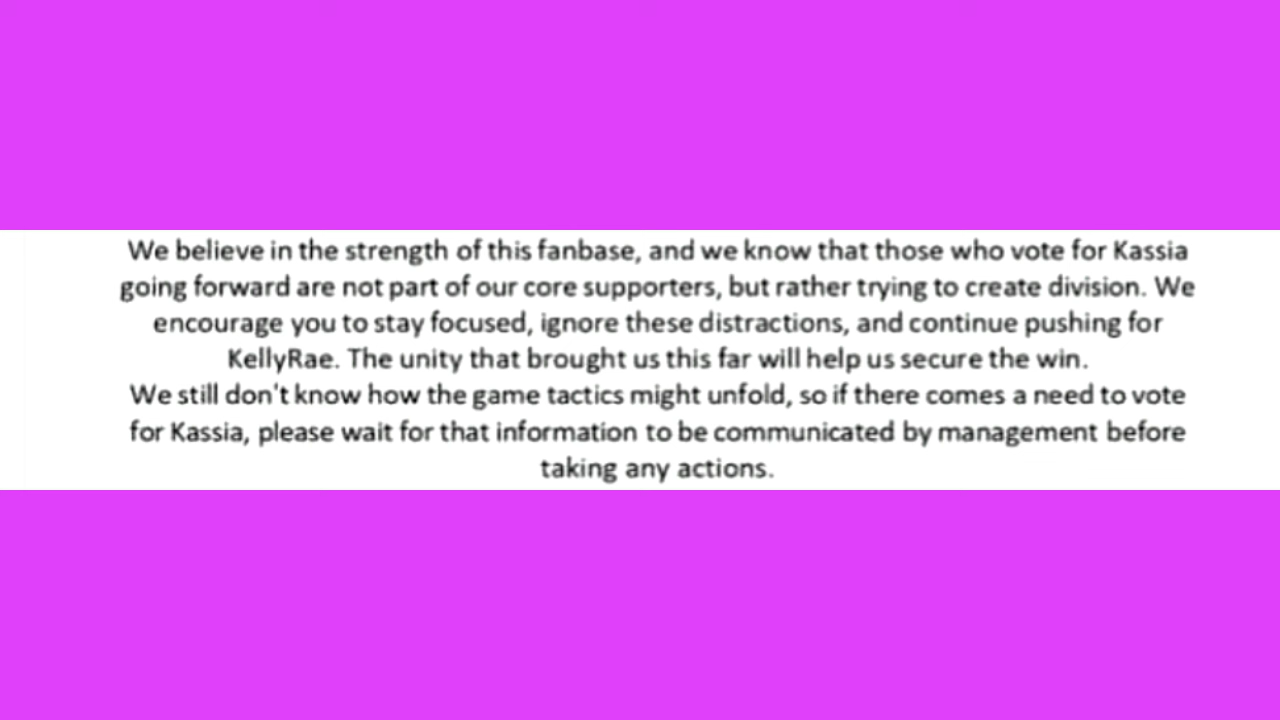 We believe in the strength of this fanbase, and we know that those who vote for Kassia
going forward are not part of our core supporters, but rather trying to create division. We
encourage you to stay focused, ignore these distractions, and continue pushing for
KellyRae. The unity that brought us this far will help us secure the win.
We still don't know how the game tactics might unfold, so if there comes a need to vote
for Kassia, please wait for that information to be communicated by management before
taking any actions.